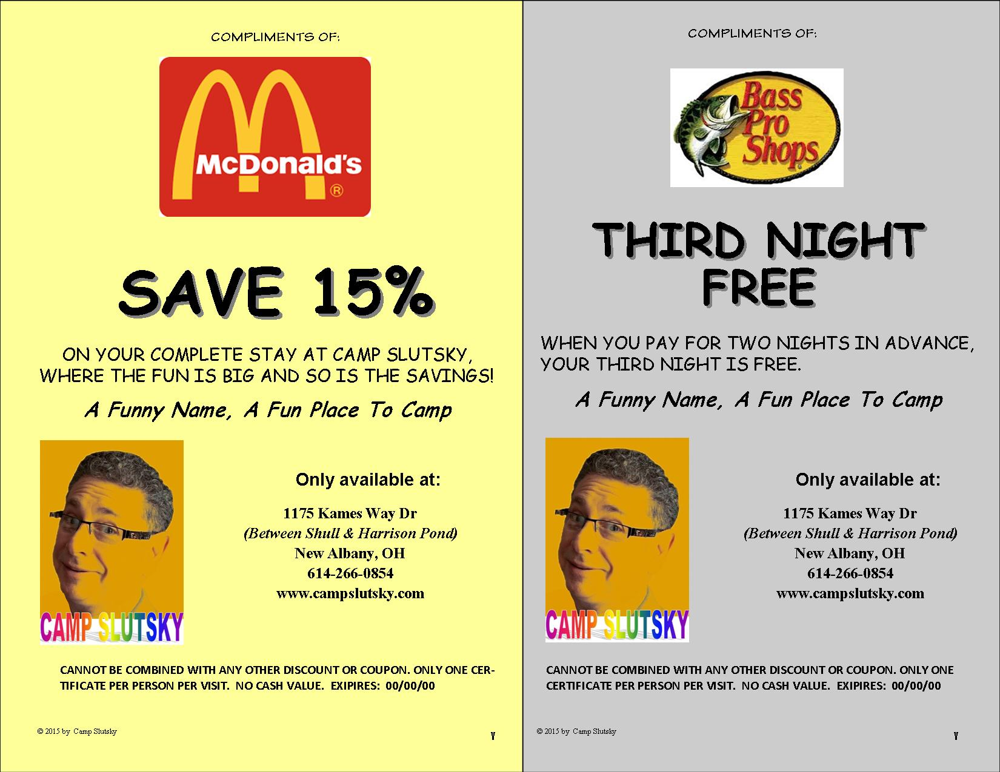 COMPLIMENTS OF:
McDonald's
®
SAVE 15%
ON YOUR COMPLETE STAY AT CAMP SLUTSKY,
WHERE THE FUN IS BIG AND SO IS THE SAVINGS!
A Funny Name, A Fun Place To Camp
CAMP SLUTSKY
Only available at:
1175 Kames Way Dr
(Between Shull & Harrison Pond)
New Albany, OH
614-266-0854
www.campslutsky.com
CANNOT BE COMBINED WITH ANY OTHER DISCOUNT OR COUPON. ONLY ONE CER-
TIFICATE PER PERSON PER VISIT. NO CASH VALUE. EXIPIRES: 00/00/00
© 2015 by Camp Slutsky
Y
COMPLIMENTS OF:
Bass
Pro
Shops
THIRD NIGHT
FREE
WHEN YOU PAY FOR TWO NIGHTS IN ADVANCE,
YOUR THIRD NIGHT IS FREE.
A Funny Name, A Fun Place To Camp
CAMP SLUTSKY
Only available at:
1175 Kames Way Dr
(Between Shull & Harrison Pond)
New Albany, OH
614-266-0854
www.campslutsky.com
CANNOT BE COMBINED WITH ANY OTHER DISCOUNT OR COUPON. ONLY ONE
CERTIFICATE PER PERSON PER VISIT. NO CASH VALUE. EXIPIRES: 00/00/00
© 2015 by Camp Slutsky
Y